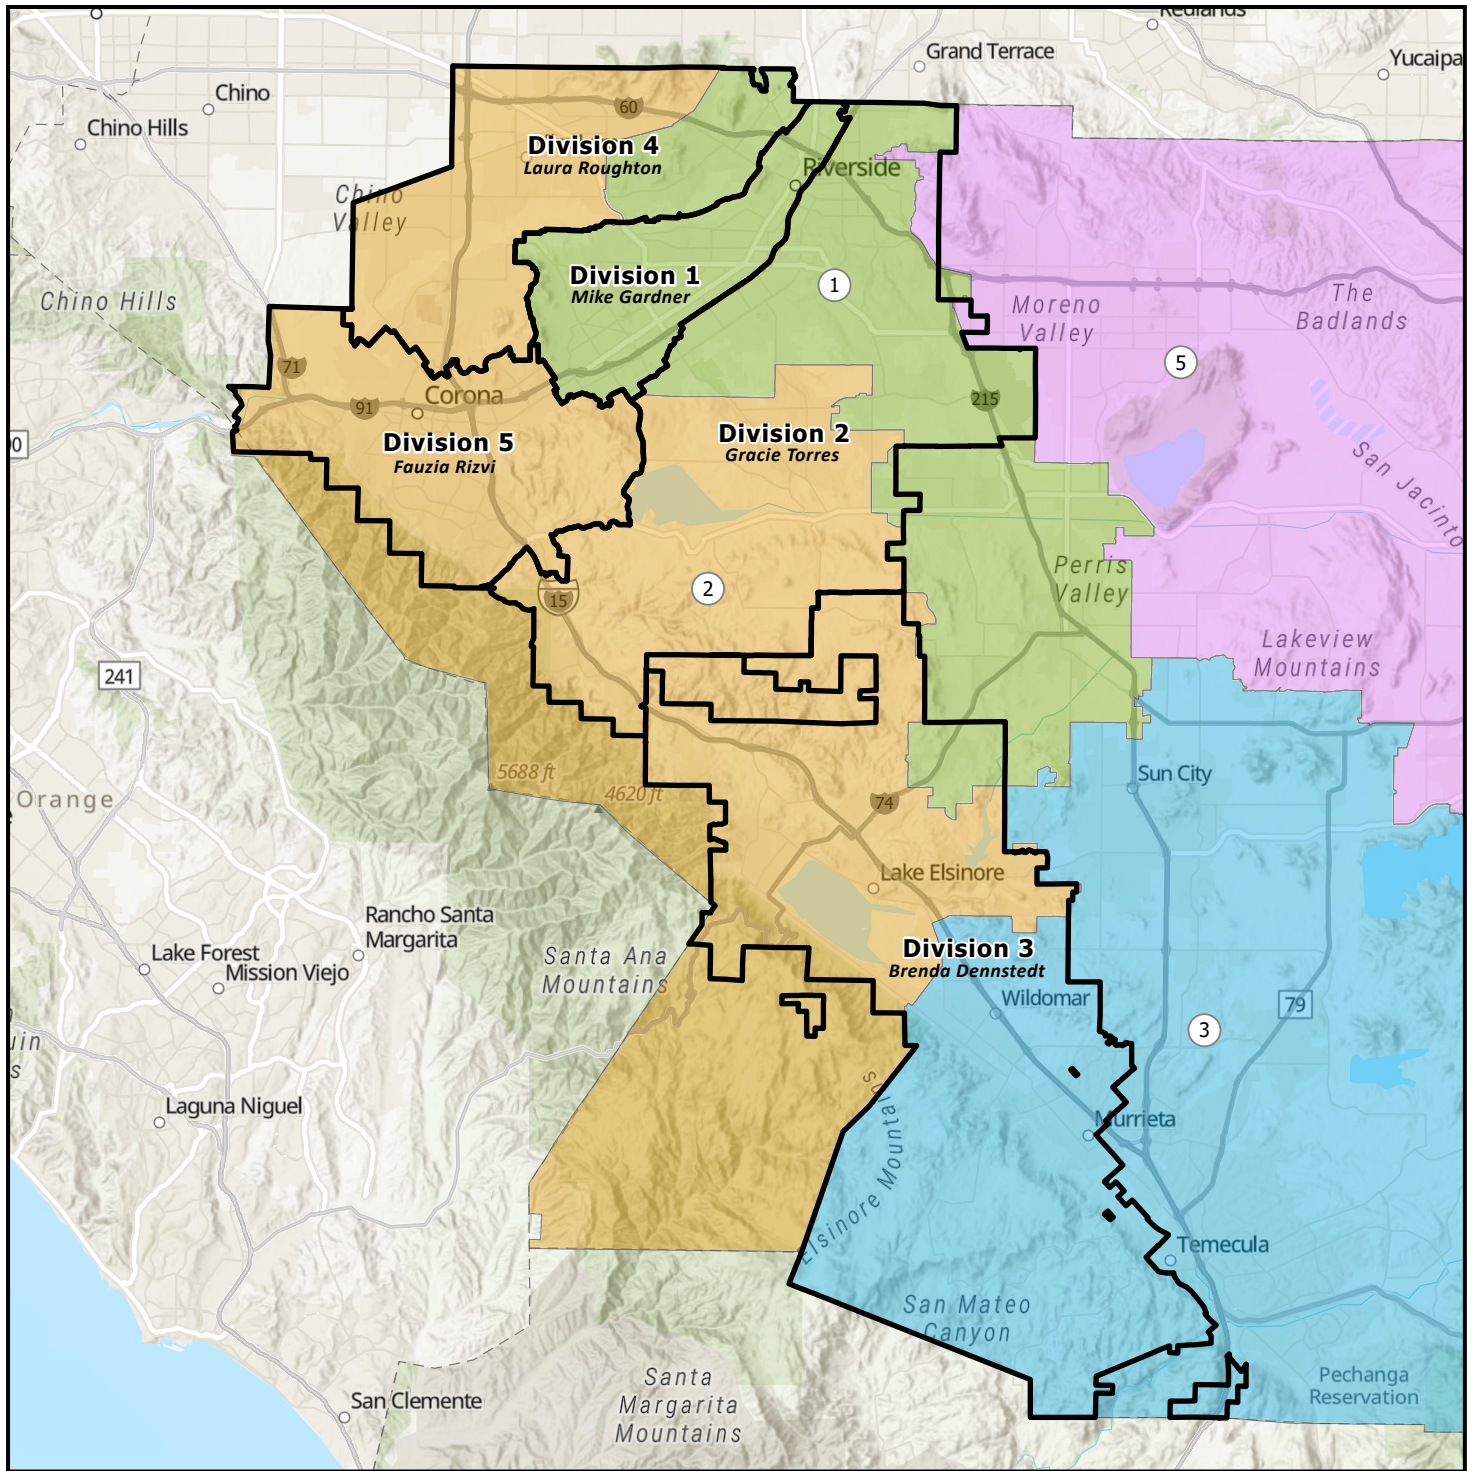 Redlands
Grand Terrace
Yucaipa
Chino
Chino Hills
60
Division 4
Laura Roughton
Riverside
Chino
Valley
Division 1
Mike Gardner
1
Chino Hills
Moreno
Valley
The
Badlands
5
71
91
Corona
215
Division 5
Fauzia Rizvi
Division 2
Gracie Torres
San Jacinto
Perris
Valley
2
15
241
Lakeview
Mountains
5688 ft
4620 ft
Orange
Sun City
74
Lake Elsinore
Rancho Santa
Margarita
Lake Forest
Mission Viejo
Santa Ana
Mountains
Division 3
Brenda Dennstedt
Wildomar
79
3
Laguna Niguel
Murrieta
Elsinore Mountains
Temecula
San Mateo
Canyon
Santa
Margarita
Mountains
San Clemente
Pechanga
Reservation